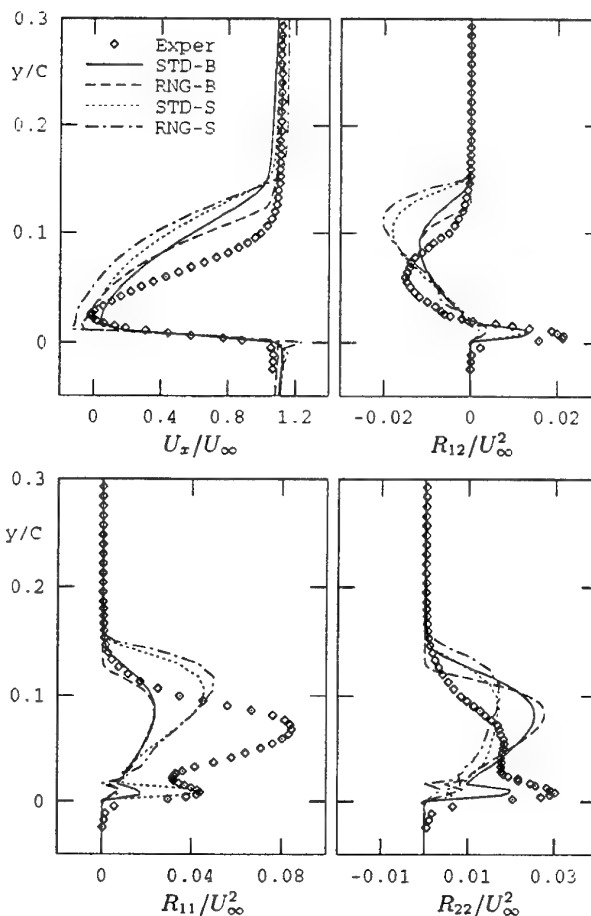 0.3
y/C
0.2
0.1
0
Exper
STD-B
RNG-B
STD-S
RNG-S
0 0.4 0.8 1.2
U_x/U_∞
-0.02 0 0.02
R_12/U_∞^2
0.3
y/C
0.2
0.1
0
0 0.04 0.08
R_11/U_∞^2
-0.01 0.01 0.03
R_22/U_∞^2